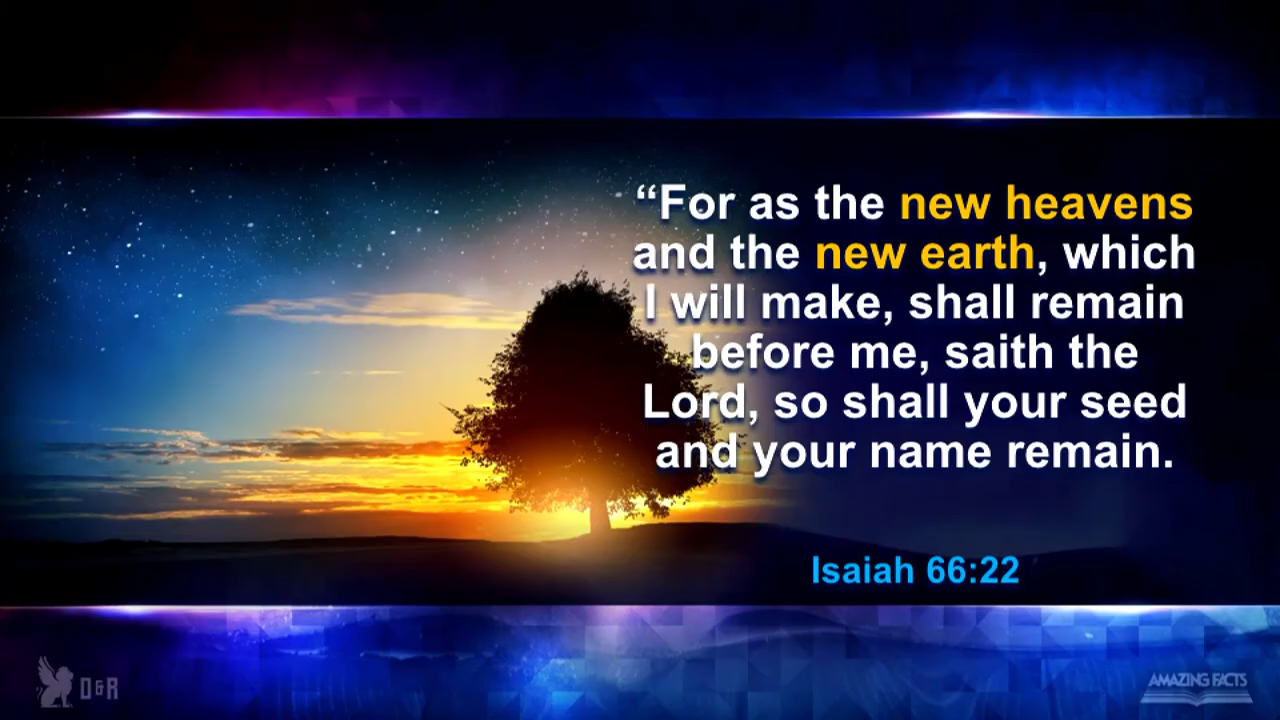 “For as the new heavens
and the new earth, which
I will make, shall remain
before me, saith the
Lord, so shall your seed
and your name remain.
Isaiah 66:22
D&R
AMAZING FACTS